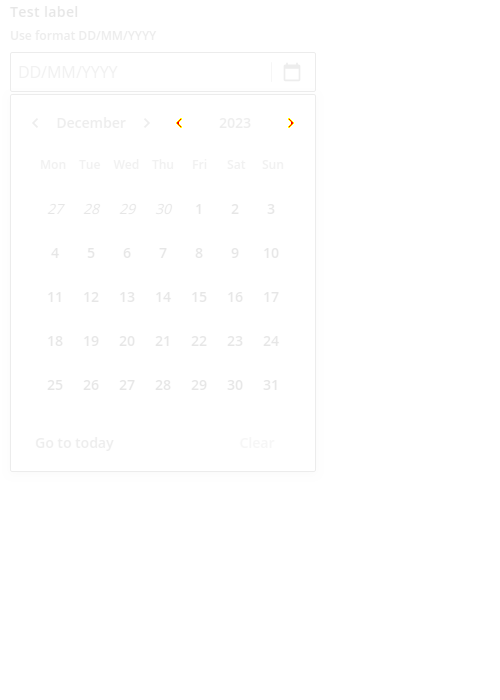 Test label
Use format DD/MM/YYYY
DD/MM/YYYY
December 2023
Mon Tue Wed Thu Fri Sat Sun
27 28 29 30 1 2 3
4 5 6 7 8 9 10
11 12 13 14 15 16 17
18 19 20 21 22 23 24
25 26 27 28 29 30 31
Go to today Clear